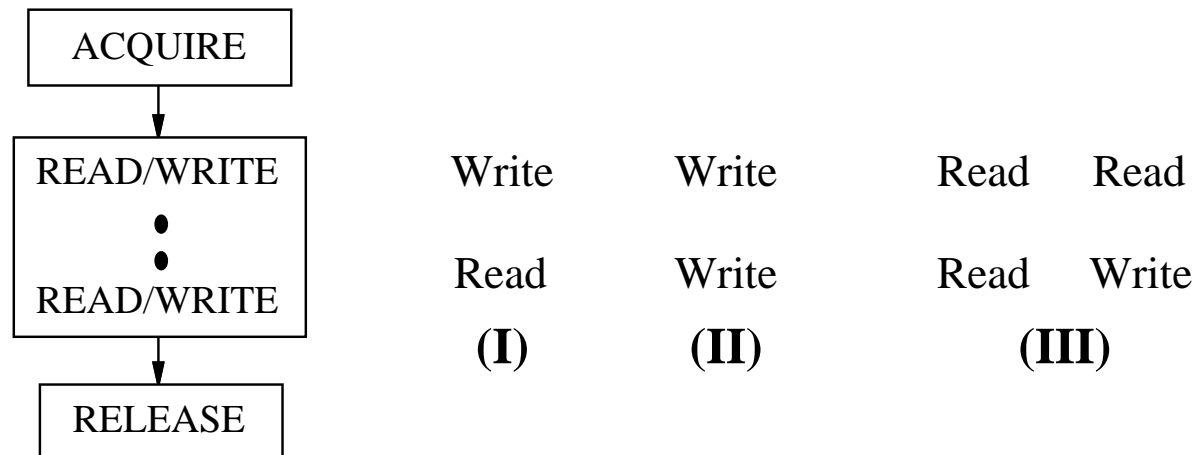 ACQUIRE
READ/WRITE Write Write Read Read
READ/WRITE Read Write Read Write
(I) (II) (III)
RELEASE